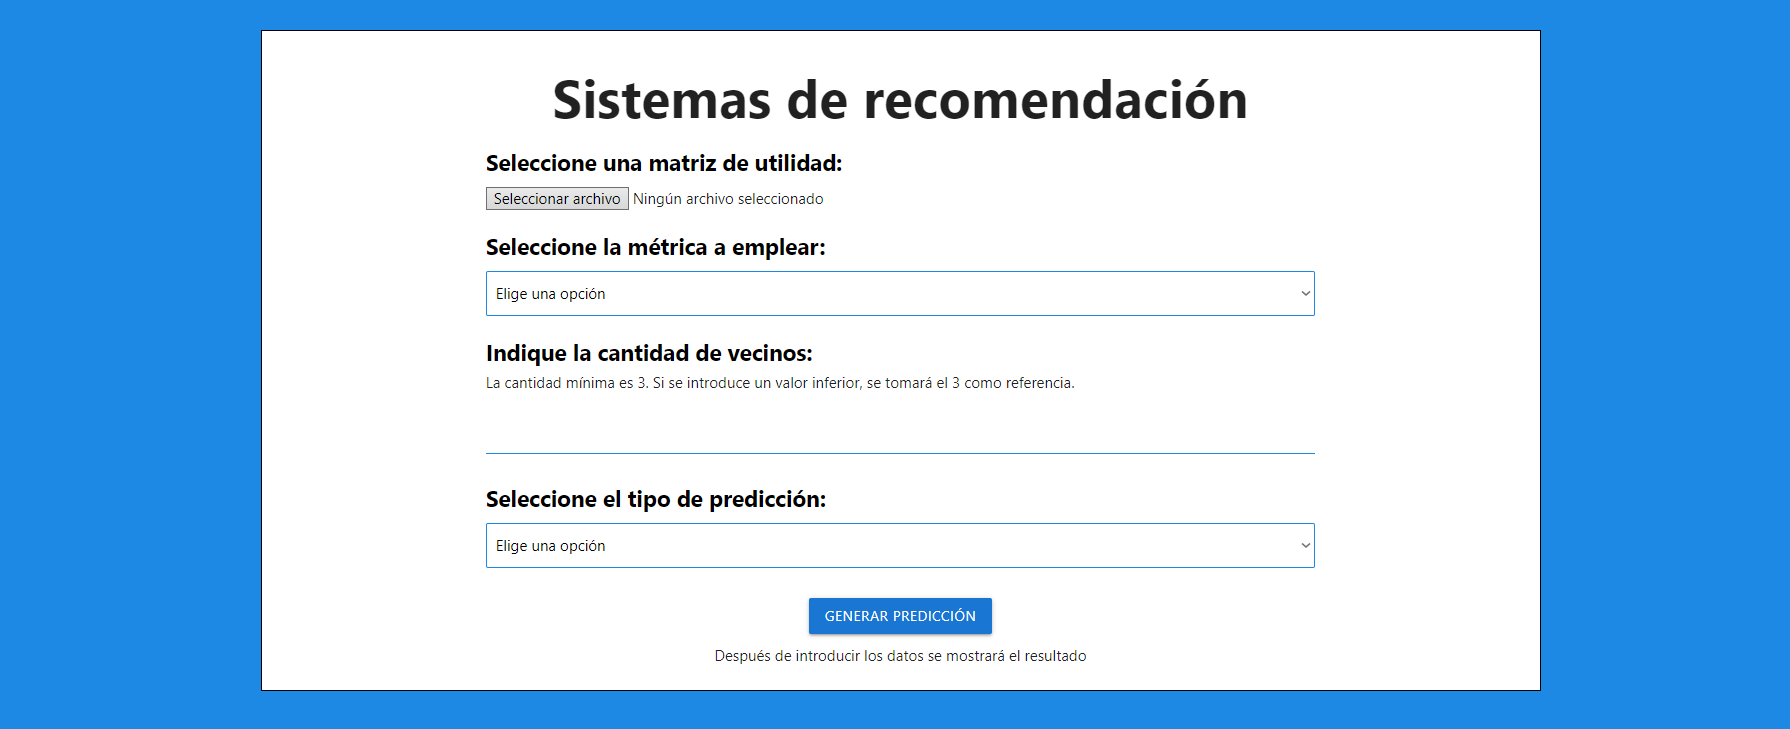 Sistemas de recomendación
Seleccione una matriz de utilidad:
Seleccionar archivo Ningún archivo seleccionado
Seleccione la métrica a emplear:
Elige una opción
Indique la cantidad de vecinos:
La cantidad mínima es 3. Si se introduce un valor inferior, se tomará el 3 como referencia.
Seleccione el tipo de predicción:
Elige una opción
GENERAR PREDICCIÓN
Después de introducir los datos se mostrará el resultado